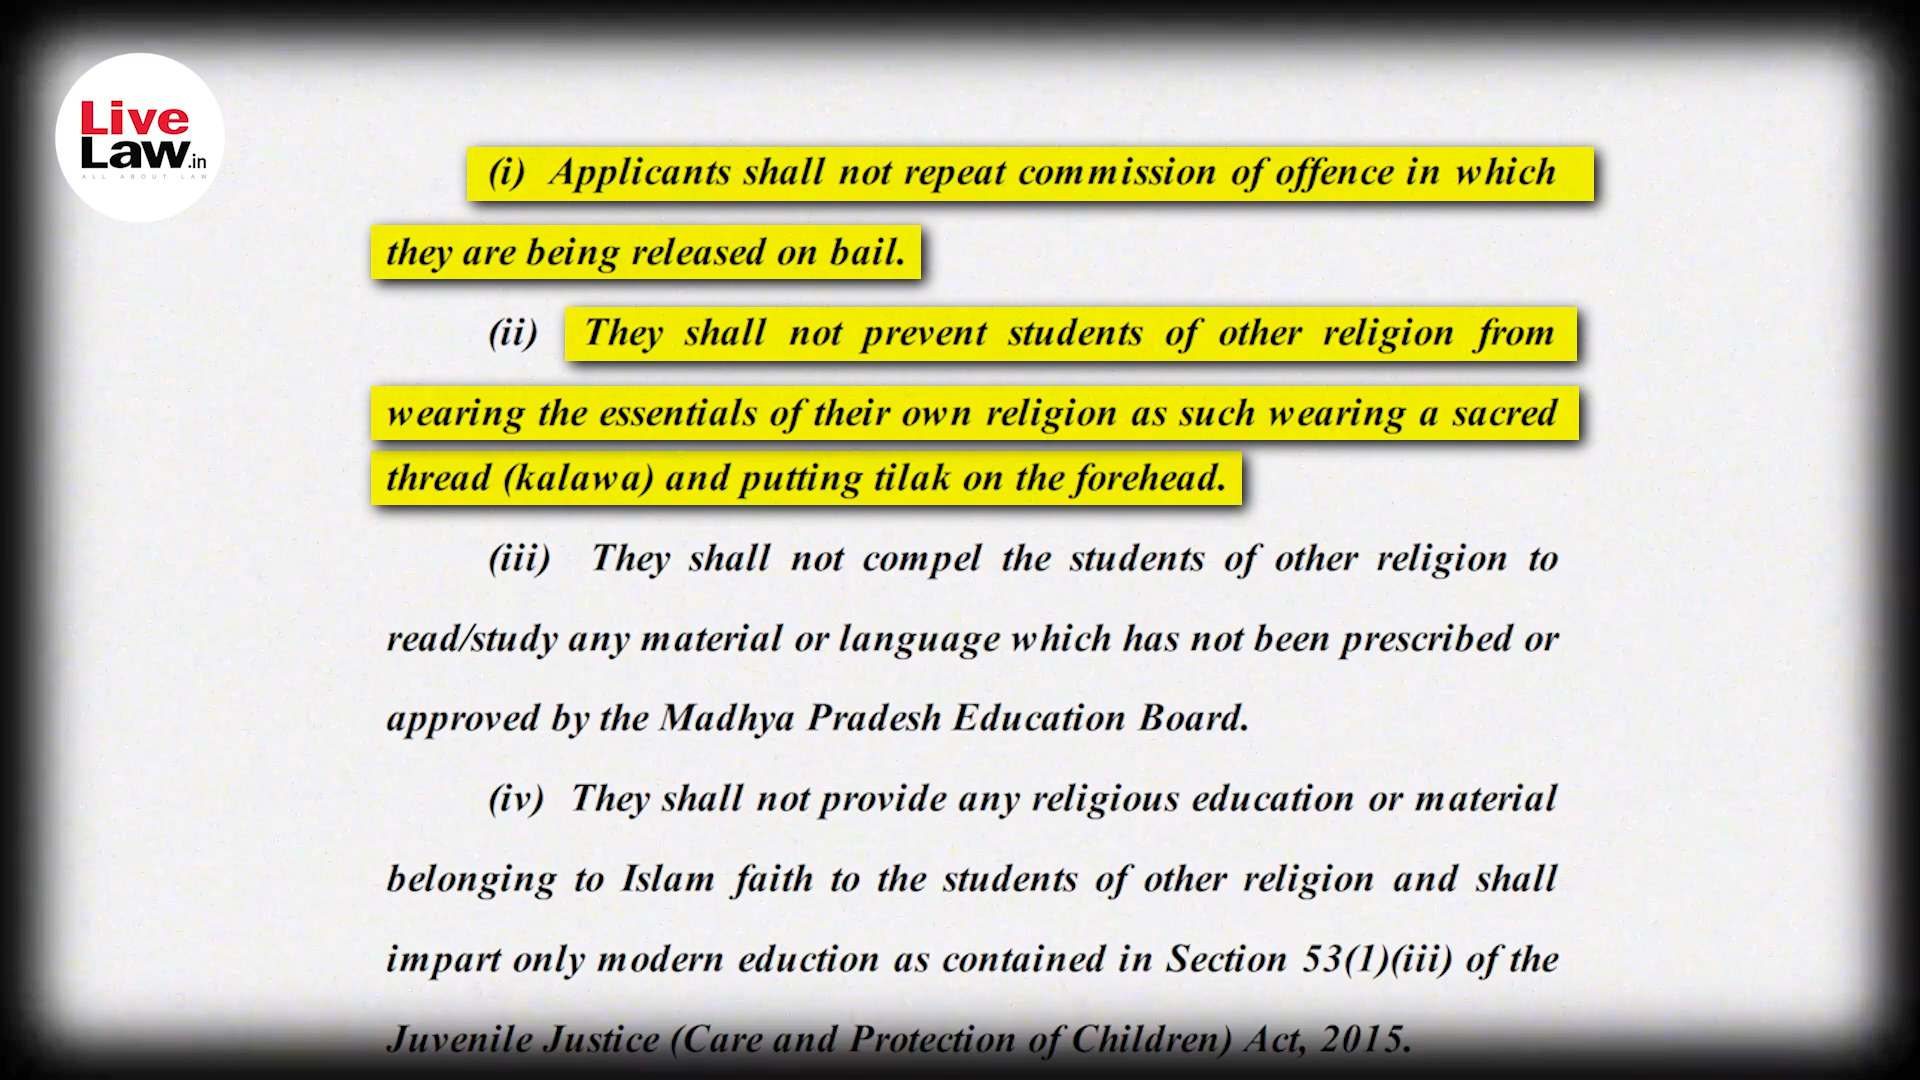 Live
Law.in
ALL ABOUT LAW
(i) Applicants shall not repeat commission of offence in which
they are being released on bail.
(ii) They shall not prevent students of other religion from
wearing the essentials of their own religion as such wearing a sacred
thread (kalawa) and putting tilak on the forehead.
(iii) They shall not compel the students of other religion to
read/study any material or language which has not been prescribed or
approved by the Madhya Pradesh Education Board.
(iv) They shall not provide any religious education or material
belonging to Islam faith to the students of other religion and shall
impart only modern eduction as contained in Section 53(1)(iii) of the
Juvenile Justice (Care and Protection of Children) Act, 2015.